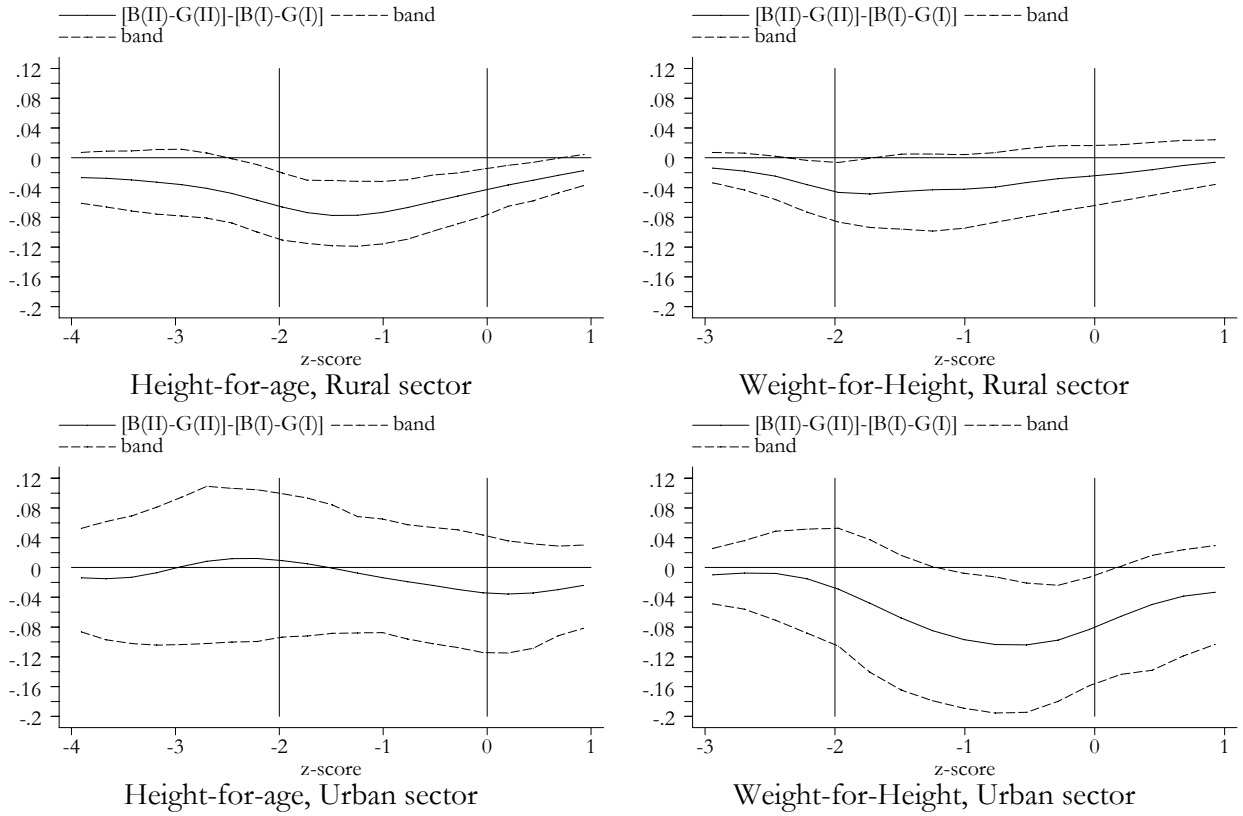 [B(II)-G(II)]-[B(I)-G(I)] band
band
.12
.08
.04
0
-.04
-.08
-.12
-.16
-.2
-4 -3 -2 -1 0 1
z-score
Height-for-age, Rural sector
[B(II)-G(II)]-[B(I)-G(I)] band
band
.12
.08
.04
0
-.04
-.08
-.12
-.16
-.2
-3 -2 -1 0 1
z-score
Weight-for-Height, Rural sector
[B(II)-G(II)]-[B(I)-G(I)] band
band
.12
.08
.04
0
-.04
-.08
-.12
-.16
-.2
-4 -3 -2 -1 0 1
z-score
Height-for-age, Urban sector
[B(II)-G(II)]-[B(I)-G(I)] band
band
.12
.08
.04
0
-.04
-.08
-.12
-.16
-.2
-3 -2 -1 0 1
z-score
Weight-for-Height, Urban sector